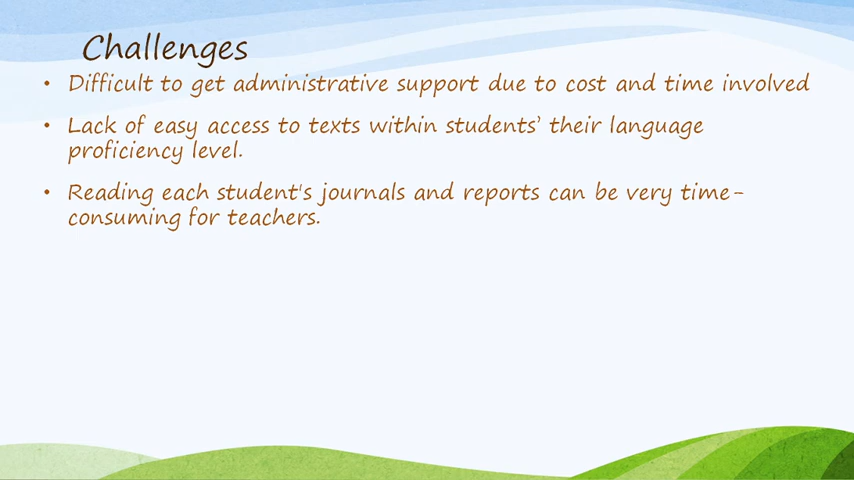 Challenges
• Difficult to get administrative support due to cost and time involved
• Lack of easy access to texts within students’ their language
proficiency level.
• Reading each student's journals and reports can be very time-
consuming for teachers.